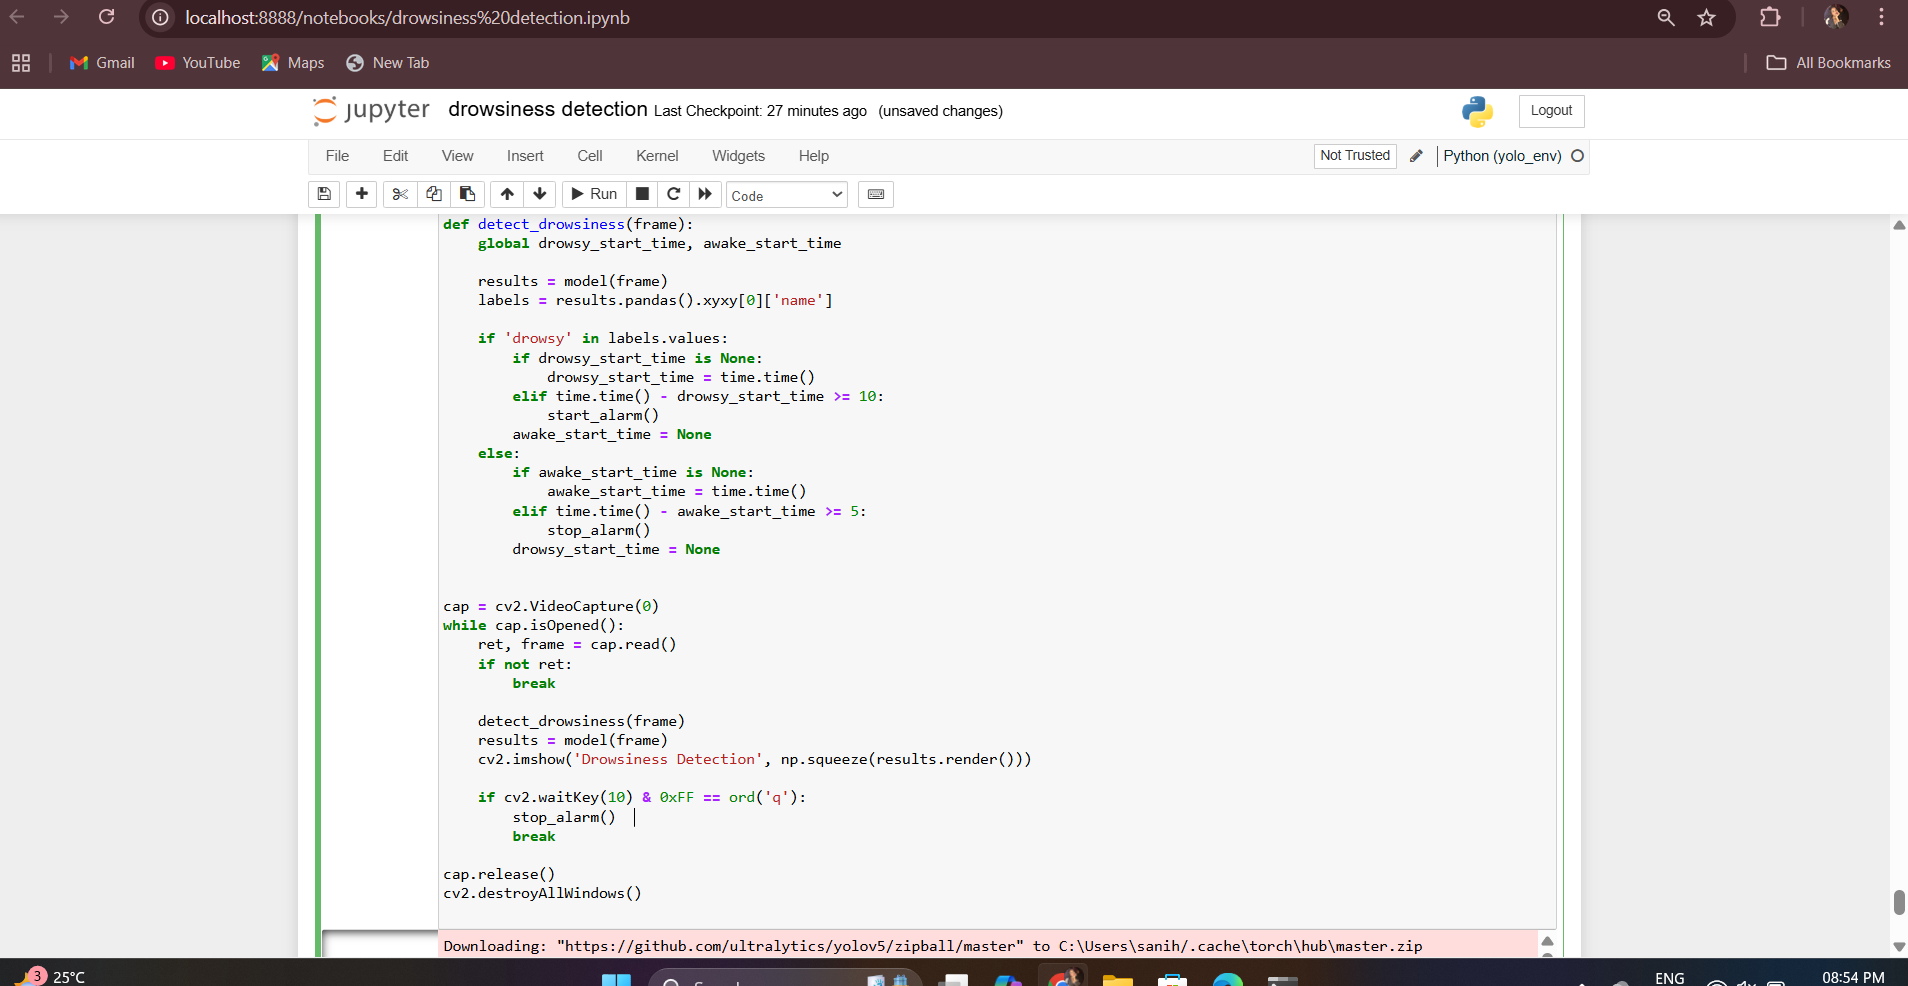 localhost:8888/notebooks/drowsiness%20detection.ipynb
Gmail YouTube Maps New Tab All Bookmarks
jupyter drowsiness detection Last Checkpoint: 27 minutes ago (unsaved changes) Logout
File Edit View Insert Cell Kernel Widgets Help Not Trusted Python (yolo_env)
Run Code
def detect_drowsiness(frame):
    global drowsy_start_time, awake_start_time
    results = model(frame)
    labels = results.pandas().xyxy[0]['name']
    if 'drowsy' in labels.values:
        if drowsy_start_time is None:
            drowsy_start_time = time.time()
        elif time.time() - drowsy_start_time >= 10:
            start_alarm()
        awake_start_time = None
    else:
        if awake_start_time is None:
            awake_start_time = time.time()
        elif time.time() - awake_start_time >= 5:
            stop_alarm()
        drowsy_start_time = None
cap = cv2.VideoCapture(0)
while cap.isOpened():
    ret, frame = cap.read()
    if not ret:
        break
    detect_drowsiness(frame)
    results = model(frame)
    cv2.imshow('Drowsiness Detection', np.squeeze(results.render()))
    if cv2.waitKey(10) & 0xFF == ord('q'):
        stop_alarm()
        break
cap.release()
cv2.destroyAllWindows()
Downloading: "https://github.com/ultralytics/yolov5/zipball/master" to C:\Users\sanih/.cache\torch\hub\master.zip
3 25°C ENG 08:54 PM